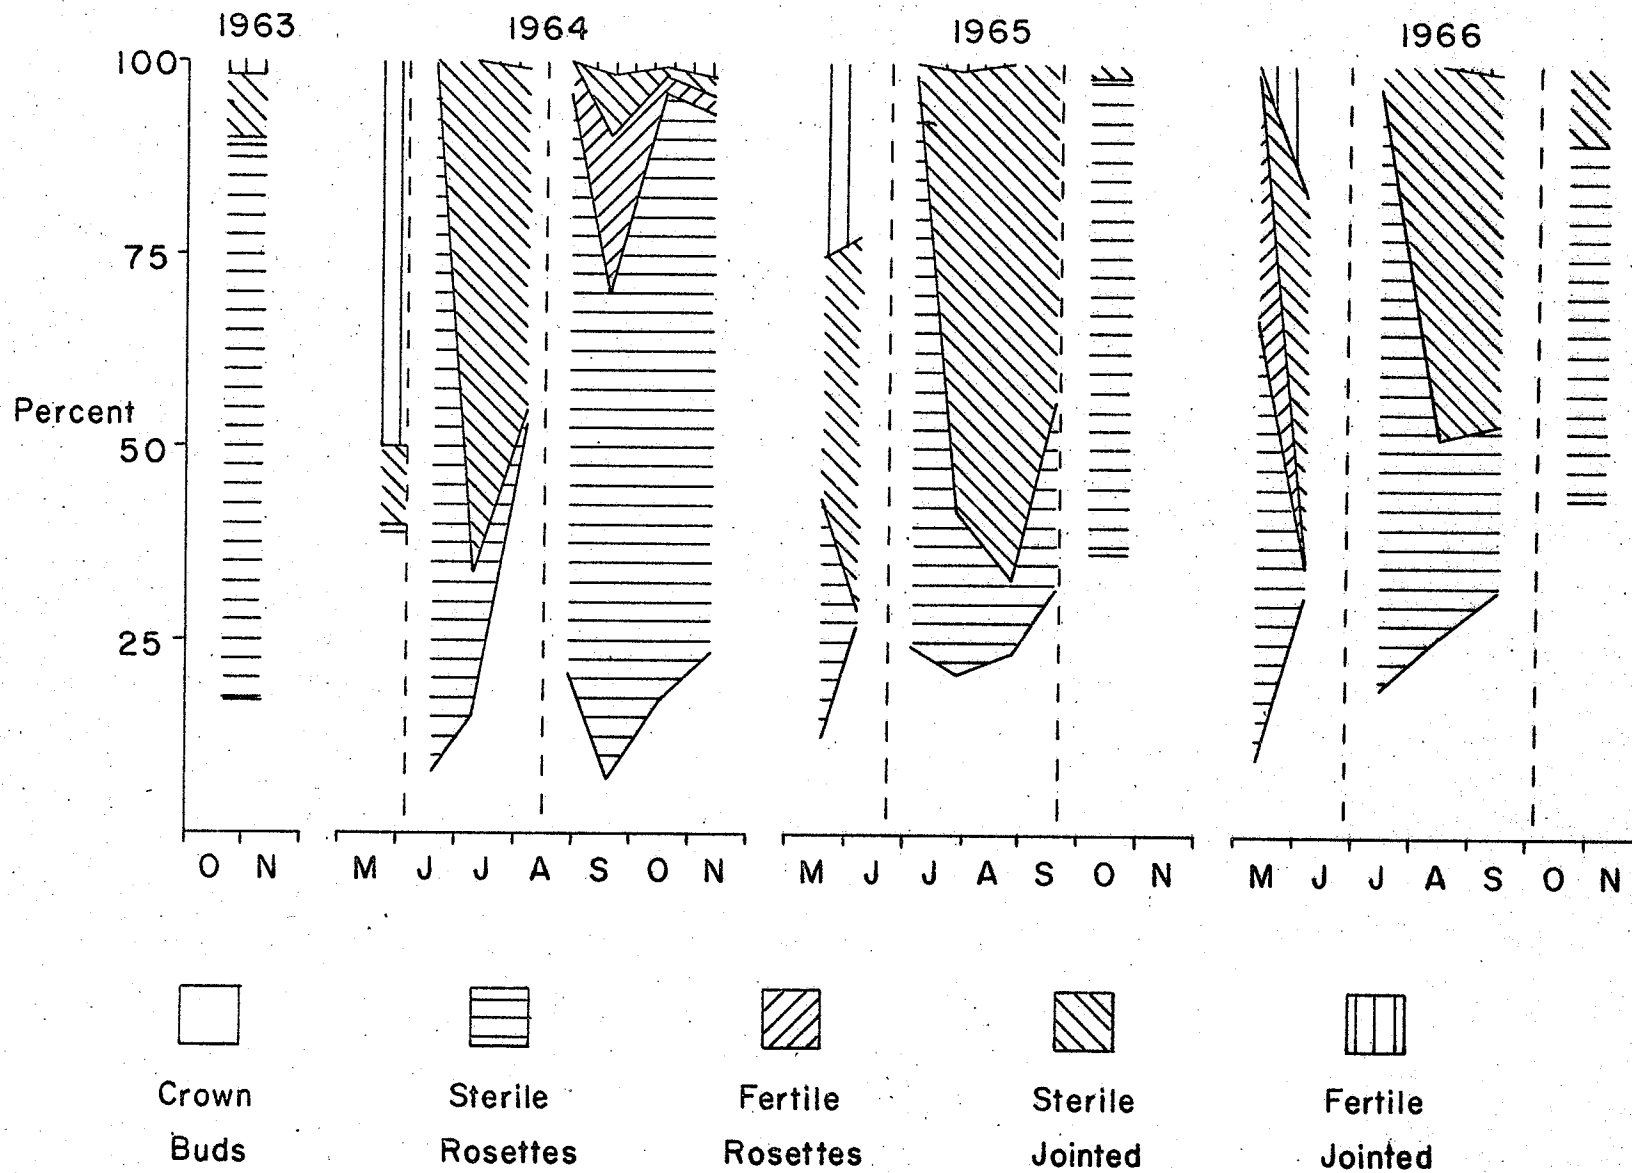 1963 1964 1965 1966
100
75
Percent
50
25
O N M J J A S O N M J J A S O N M J J A S O N
Crown Sterile Fertile Sterile Fertile
Buds Rosettes Rosettes Jointed Jointed